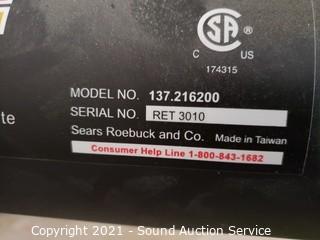 SA
C US
174315
MODEL NO. 137.216200
SERIAL NO. RET 3010
te
Sears Roebuck and Co. Made in Taiwan
Consumer Help Line 1-800-843-1682
Copyright © 2021 - Sound Auction Service